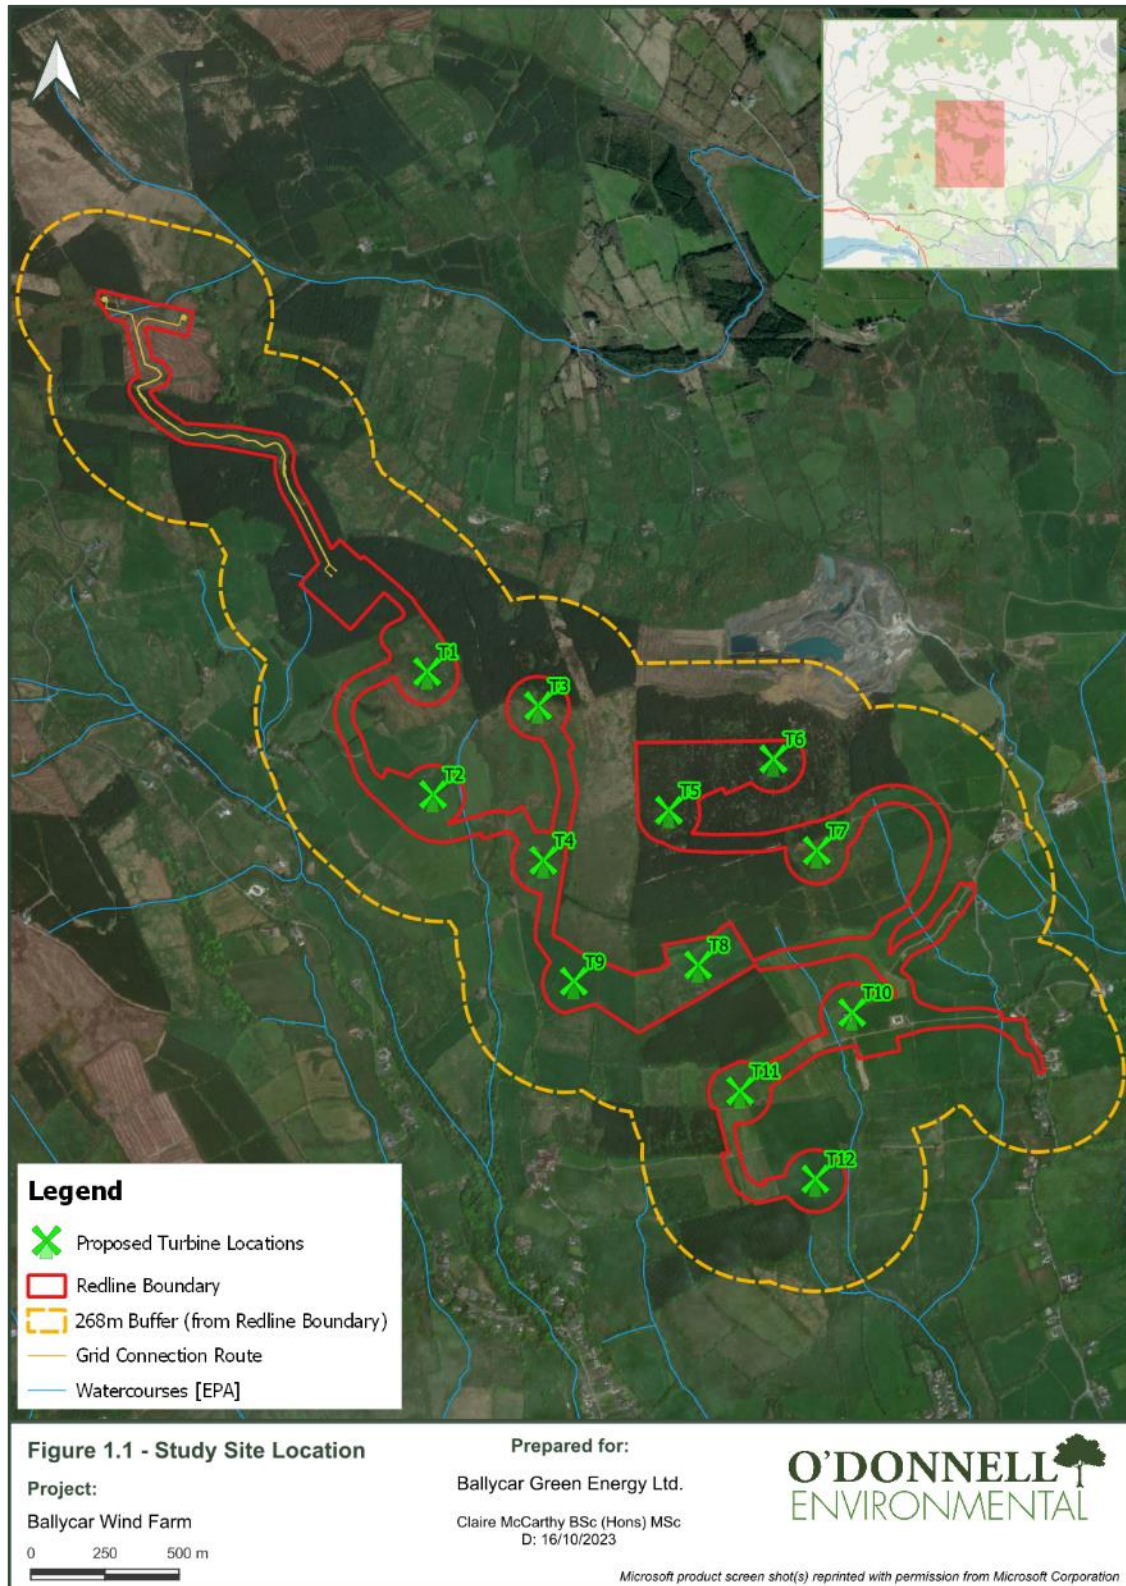 T1
T3
T6
T2
T5
T7
T4
T8
T9
T10
T11
T12
Legend
Proposed Turbine Locations
Redline Boundary
268m Buffer (from Redline Boundary)
Grid Connection Route
Watercourses [EPA]
Figure 1.1 - Study Site Location
Project:
Ballycar Wind Farm
0 250 500 m
Prepared for:
Ballycar Green Energy Ltd.
Claire McCarthy BSc (Hons) MSc
D: 16/10/2023
O'DONNELL
ENVIRONMENTAL
Microsoft product screen shot(s) reprinted with permission from Microsoft Corporation